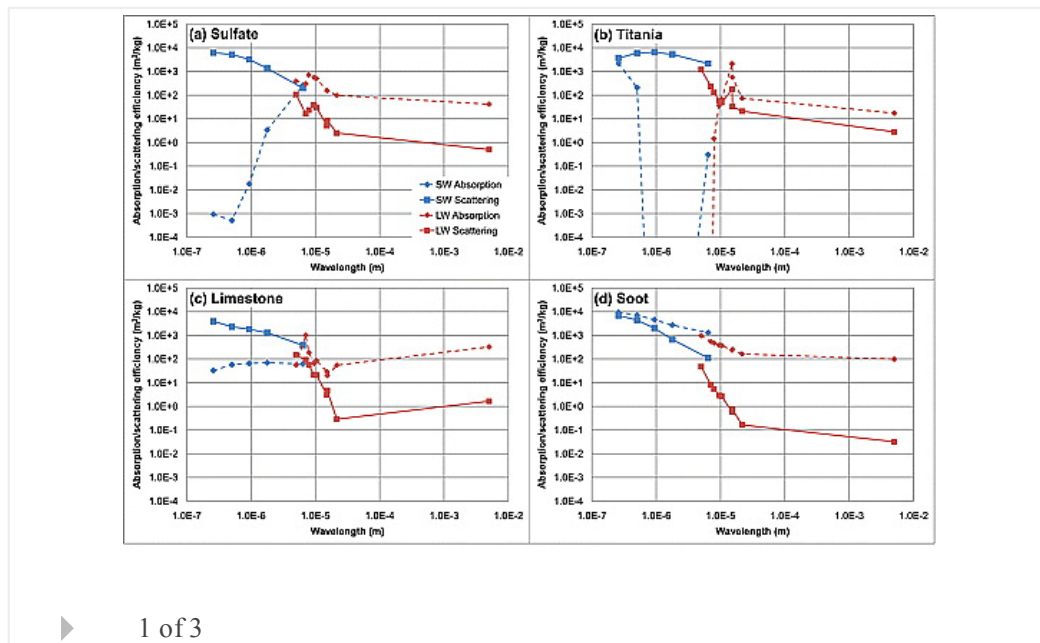 (a) Sulfate
Absorption/scattering efficiency (m²/kg)
1.0E+5
1.0E+4
1.0E+3
1.0E+2
1.0E+1
1.0E+0
1.0E-1
1.0E-2
1.0E-3
1.0E-4
SW Absorption
SW Scattering
LW Absorption
LW Scattering
1.0E-7 1.0E-6 1.0E-5 1.0E-4 1.0E-3 1.0E-2
Wavelength (m)
(b) Titania
Absorption/scattering efficiency (m²/kg)
1.0E+5
1.0E+4
1.0E+3
1.0E+2
1.0E+1
1.0E+0
1.0E-1
1.0E-2
1.0E-3
1.0E-4
1.0E-7 1.0E-6 1.0E-5 1.0E-4 1.0E-3 1.0E-2
Wavelength (m)
(c) Limestone
Absorption/scattering efficiency (m²/kg)
1.0E+5
1.0E+4
1.0E+3
1.0E+2
1.0E+1
1.0E+0
1.0E-1
1.0E-2
1.0E-3
1.0E-4
1.0E-7 1.0E-6 1.0E-5 1.0E-4 1.0E-3 1.0E-2
Wavelength (m)
(d) Soot
Absorption/scattering efficiency (m²/kg)
1.0E+5
1.0E+4
1.0E+3
1.0E+2
1.0E+1
1.0E+0
1.0E-1
1.0E-2
1.0E-3
1.0E-4
1.0E-7 1.0E-6 1.0E-5 1.0E-4 1.0E-3 1.0E-2
Wavelength (m)
1 of 3